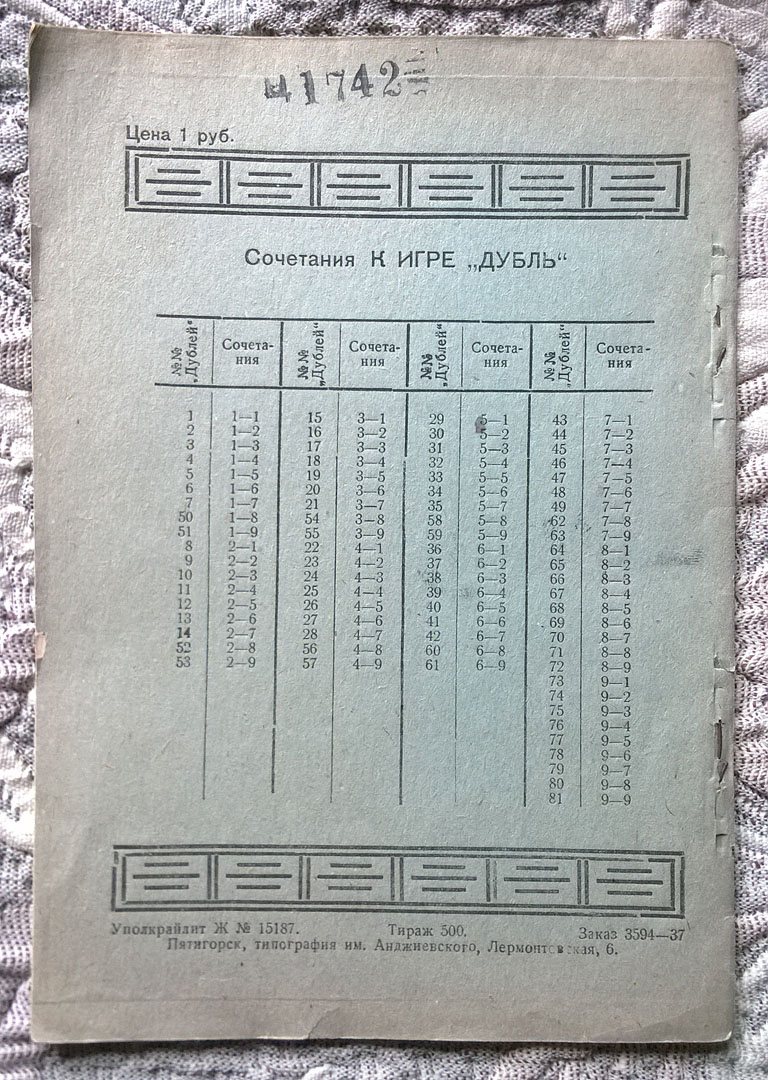 Ц 1742
Цена 1 руб.
Сочетания К ИГРЕ „ДУБЛЬ“
№№ „Дублей“ Сочета-ния №№ „Дублей“ Сочета-ния №№ „Дублей“ Сочета-ния №№ „Дублей“ Сочета-ния
1 1—1 15 3—1 29 5—1 43 7—1
2 1—2 16 3—2 30 5—2 44 7—2
3 1—3 17 3—3 31 5—3 45 7—3
4 1—4 18 3—4 32 5—4 46 7—4
5 1—5 19 3—5 33 5—5 47 7—5
6 1—6 20 3—6 34 5—6 48 7—6
7 1—7 21 3—7 35 5—7 49 7—7
50 1—8 54 3—8 58 5—8 62 7—8
51 1—9 55 3—9 59 5—9 63 7—9
8 2—1 22 4—1 36 6—1 64 8—1
9 2—2 23 4—2 37 6—2 65 8—2
10 2—3 24 4—3 38 6—3 66 8—3
11 2—4 25 4—4 39 6—4 67 8—4
12 2—5 26 4—5 40 6—5 68 8—5
13 2—6 27 4—6 41 6—6 69 8—6
14 2—7 28 4—7 42 6—7 70 8—7
52 2—8 56 4—8 60 6—8 71 8—8
53 2—9 57 4—9 61 6—9 72 8—9
73 9—1
74 9—2
75 9—3
76 9—4
77 9—5
78 9—6
79 9—7
80 9—8
81 9—9
Уполкрайлит Ж № 15187. Тираж 500. Заказ 3594—37
Пятигорск, типография им. Анджиевского, Лермонтовская, 6.